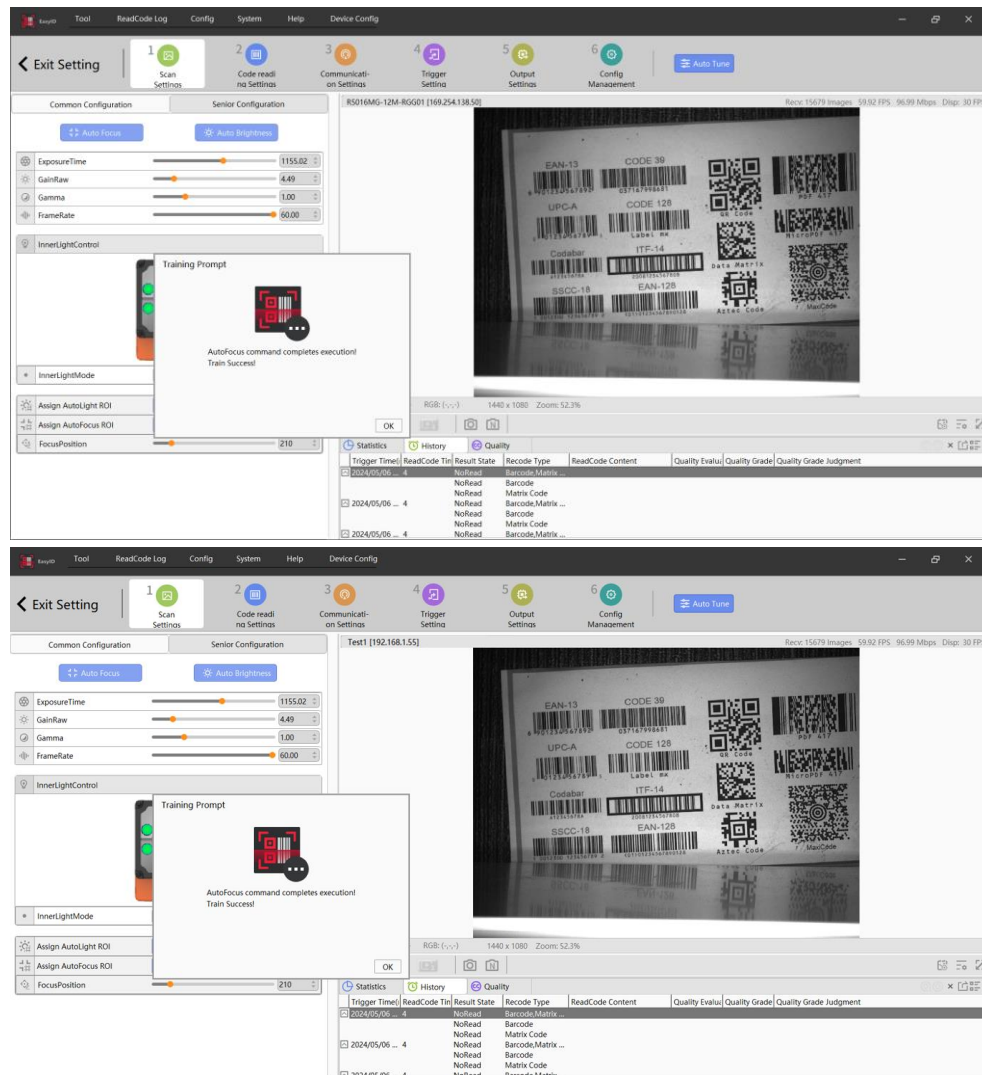 EasyID Tool ReadCode Log Config System Help Device Config
Exit Setting
1 Scan Settings
2 Code readi ng Settings
3 Communicati- on Settings
4 Trigger Setting
5 Output Settings
6 Config Management
Auto Tune
Common Configuration Senior Configuration
Auto Focus Auto Brightness
ExposureTime 1155.02
GainRaw 4.49
Gamma 1.00
FrameRate 60.00
InnerLightControl
InnerLightMode
Assign AutoLight ROI
Assign AutoFocus ROI
FocusPosition 210
Training Prompt
AutoFocus command completes execution!
Train Success!
OK
RS016MG-12M-RGG01 [169.254.138.50] Recv: 15679 Images 59.92 FPS 96.99 Mbps Disp: 30 FP
EAN-13 CODE 39
037167998681
UPC-A CODE 128
Label mx
Codabar ITF-14
SSCC-18 EAN-128
QR Code
PDF 417
MicroPDF 417
Data Matrix
Aztec Code
MaxiCode
RGB: (-,-,-) 1440 x 1080 Zoom: 52.3%
Statistics History Quality
Trigger Time( ReadCode Tin Result State Recode Type ReadCode Content Quality Evalua Quality Grade Quality Grade Judgment
2024/05/06 ... 4 NoRead Barcode,Matrix ...
NoRead Barcode
NoRead Matrix Code
2024/05/06 ... 4 NoRead Barcode,Matrix ...
NoRead Barcode
NoRead Matrix Code
2024/05/06 ... 4 NoRead Barcode,Matrix ...
EasyID Tool ReadCode Log Config System Help Device Config
Exit Setting
1 Scan Settings
2 Code readi ng Settings
3 Communicati- on Settings
4 Trigger Setting
5 Output Settings
6 Config Management
Auto Tune
Common Configuration Senior Configuration
Auto Focus Auto Brightness
ExposureTime 1155.02
GainRaw 4.49
Gamma 1.00
FrameRate 60.00
InnerLightControl
InnerLightMode
Assign AutoLight ROI
Assign AutoFocus ROI
FocusPosition 210
Training Prompt
AutoFocus command completes execution!
Train Success!
OK
Test1 [192.168.1.55] Recv: 15679 Images 59.92 FPS 96.99 Mbps Disp: 30 FP
EAN-13 CODE 39
037167998681
UPC-A CODE 128
Label mx
Codabar ITF-14
SSCC-18 EAN-128
QR Code
PDF 417
MicroPDF 417
Data Matrix
Aztec Code
MaxiCode
RGB: (-,-,-) 1440 x 1080 Zoom: 52.3%
Statistics History Quality
Trigger Time( ReadCode Tin Result State Recode Type ReadCode Content Quality Evalua Quality Grade Quality Grade Judgment
2024/05/06 ... 4 NoRead Barcode,Matrix ...
NoRead Barcode
NoRead Matrix Code
2024/05/06 ... 4 NoRead Barcode,Matrix ...
NoRead Barcode
NoRead Matrix Code